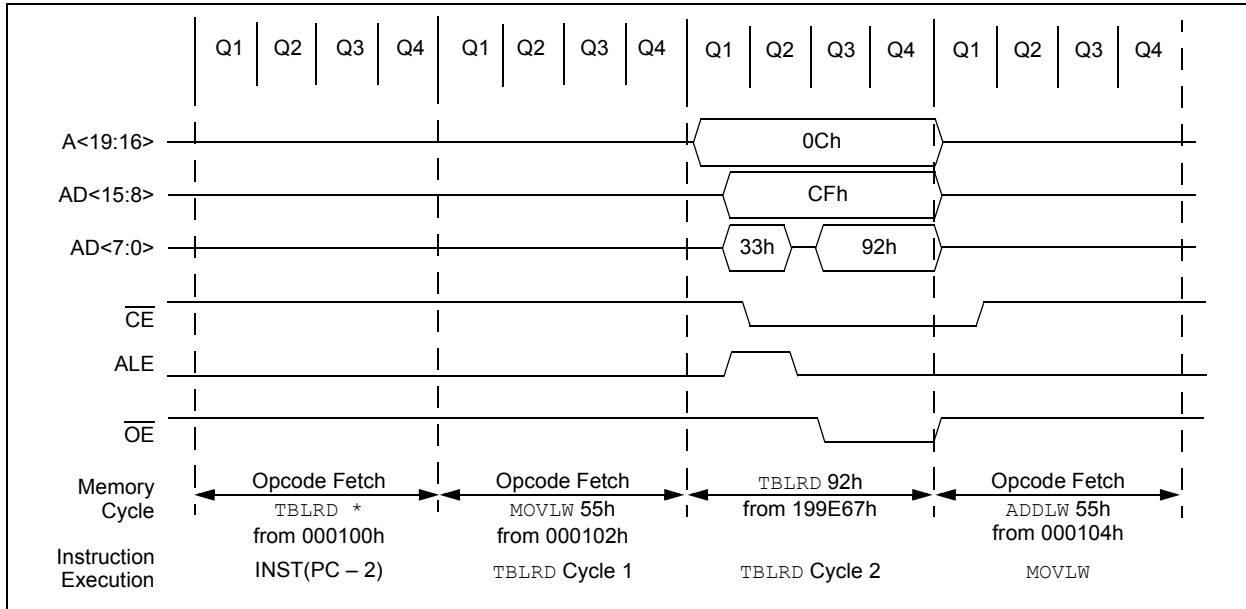 Q1 Q2 Q3 Q4 Q1 Q2 Q3 Q4 Q1 Q2 Q3 Q4 Q1 Q2 Q3 Q4
A<19:16> 0Ch
AD<15:8> CFh
AD<7:0> 33h 92h
CE
ALE
OE
Memory Cycle
Opcode Fetch
TBLRD *
from 000100h
Opcode Fetch
MOVLW 55h
from 000102h
TBLRD 92h
from 199E67h
Opcode Fetch
ADDLW 55h
from 000104h
Instruction Execution
INST(PC – 2)
TBLRD Cycle 1
TBLRD Cycle 2
MOVLW